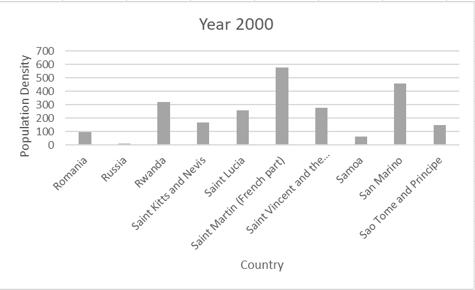 Year 2000
Population Density
700
600
500
400
300
200
100
0
Romania
Russia
Rwanda
Saint Kitts and Nevis
Saint Lucia
Saint Martin (French part)
Saint Vincent and the...
Samoa
San Marino
Sao Tome and Principe
Country